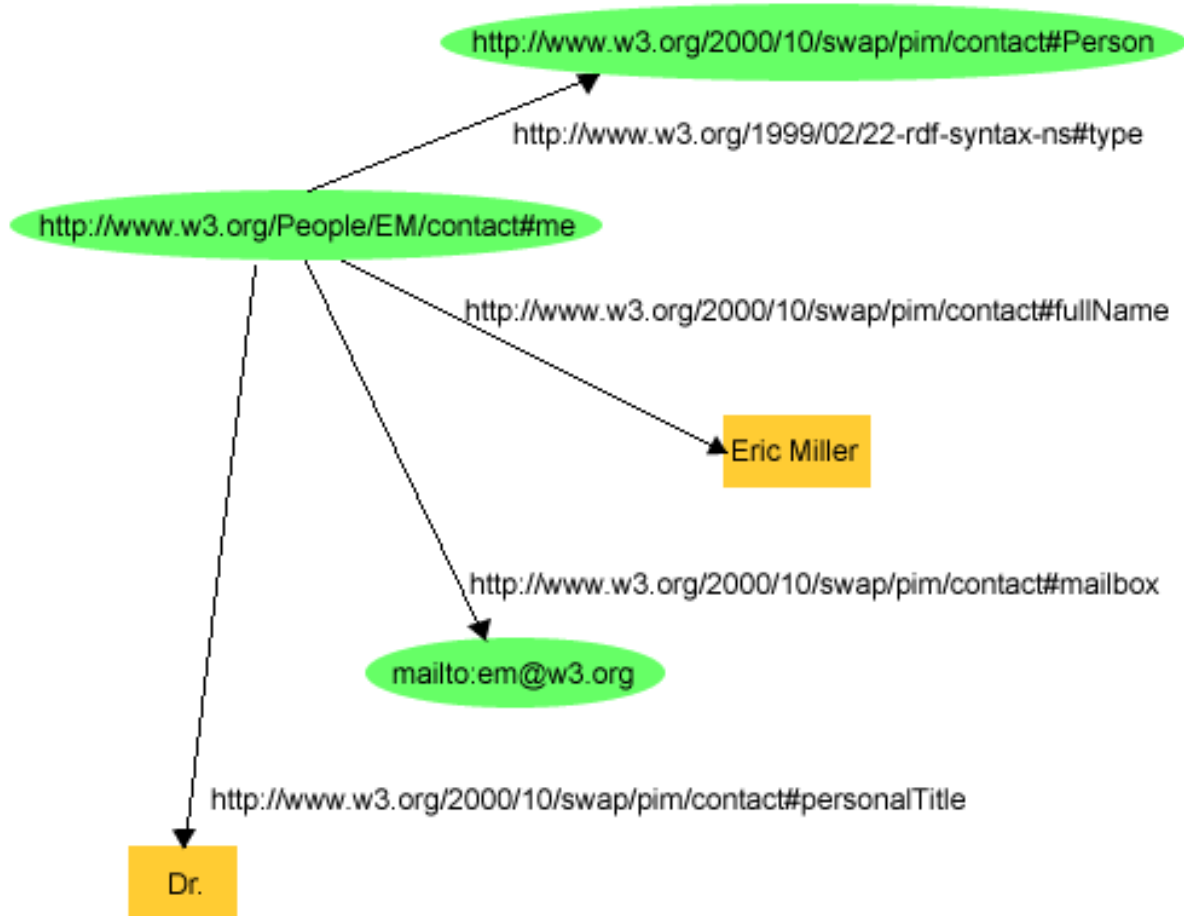 http://www.w3.org/2000/10/swap/pim/contact#Person
http://www.w3.org/1999/02/22-rdf-syntax-ns#type
http://www.w3.org/People/EM/contact#me
http://www.w3.org/2000/10/swap/pim/contact#fullName
Eric Miller
http://www.w3.org/2000/10/swap/pim/contact#mailbox
mailto:em@w3.org
http://www.w3.org/2000/10/swap/pim/contact#personalTitle
Dr.